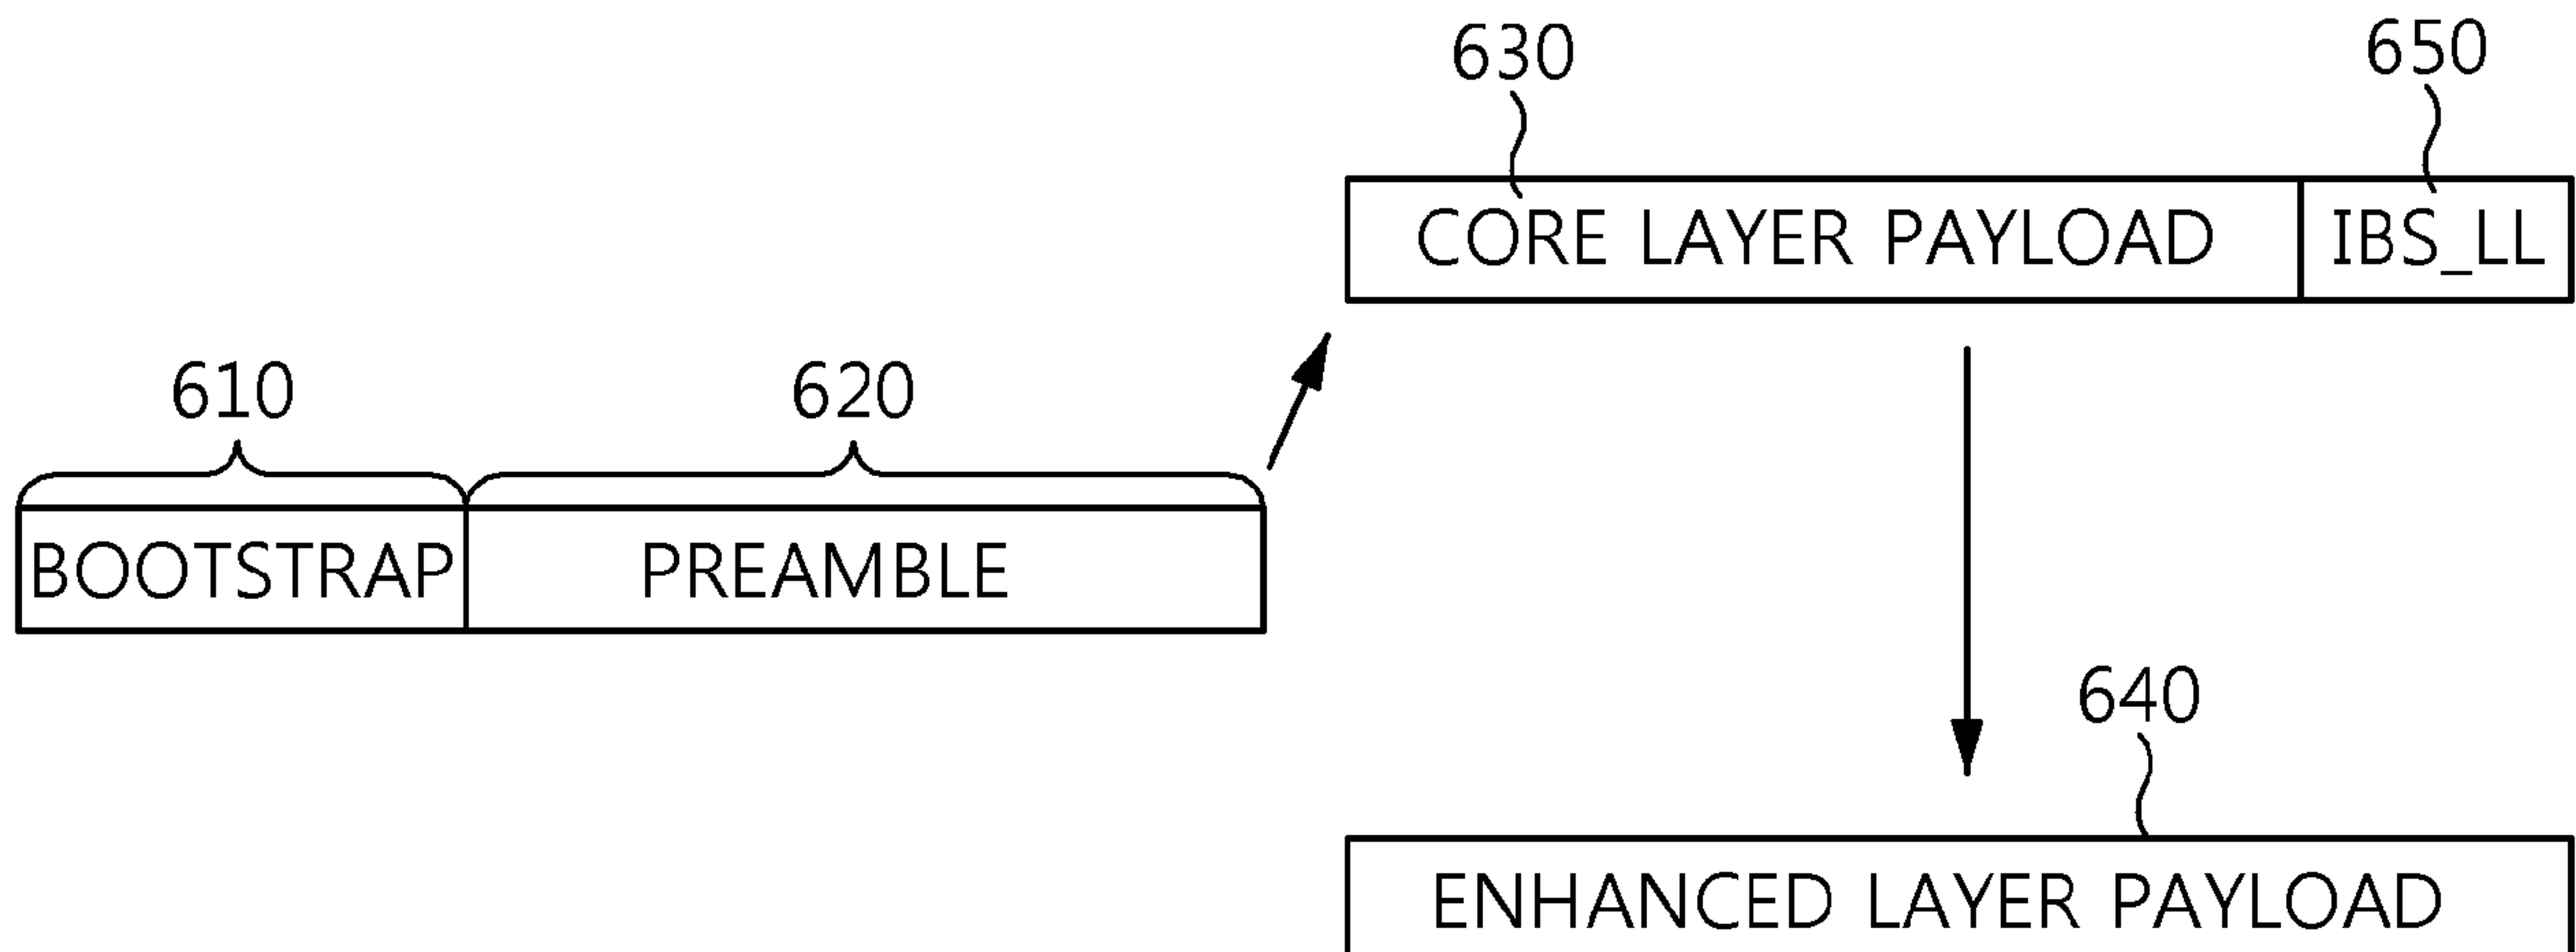 630 650
CORE LAYER PAYLOAD IBS_LL
610 620
BOOTSTRAP PREAMBLE
640
ENHANCED LAYER PAYLOAD